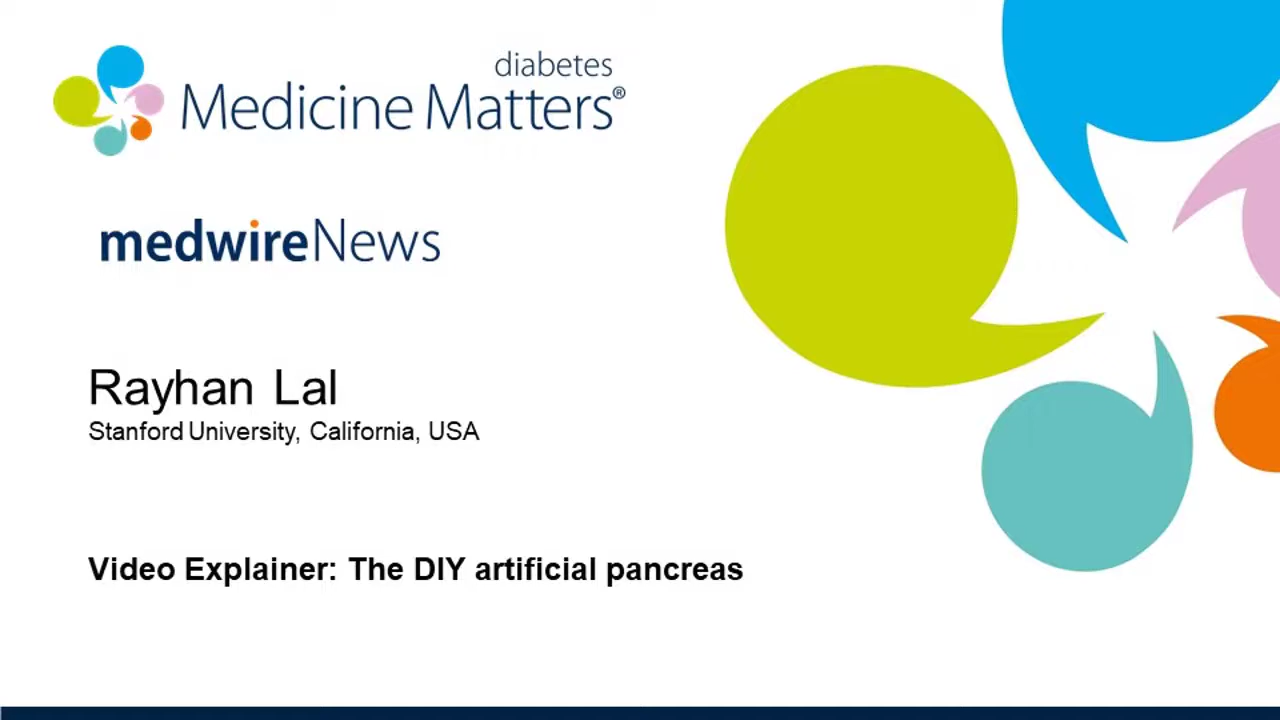 diabetes
Medicine Matters®
medwireNews
Rayhan Lal
Stanford University, California, USA
Video Explainer: The DIY artificial pancreas